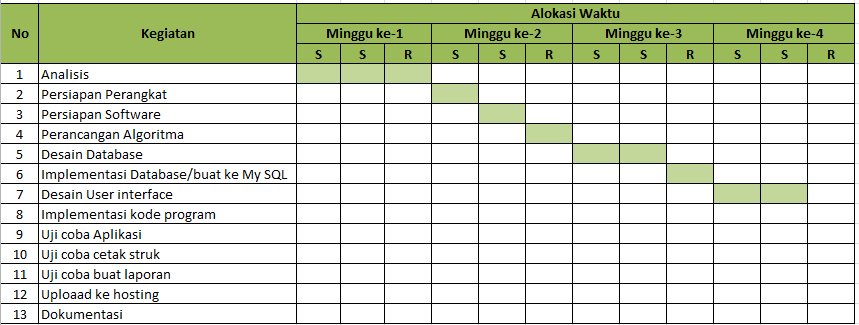 No Kegiatan Alokasi Waktu
Minggu ke-1 Minggu ke-2 Minggu ke-3 Minggu ke-4
S S R S S R S S R S S R
1 Analisis
2 Persiapan Perangkat
3 Persiapan Software
4 Perancangan Algoritma
5 Desain Database
6 Implementasi Database/buat ke My SQL
7 Desain User interface
8 Implementasi kode program
9 Uji coba Aplikasi
10 Uji coba cetak struk
11 Uji coba buat laporan
12 Uploaad ke hosting
13 Dokumentasi